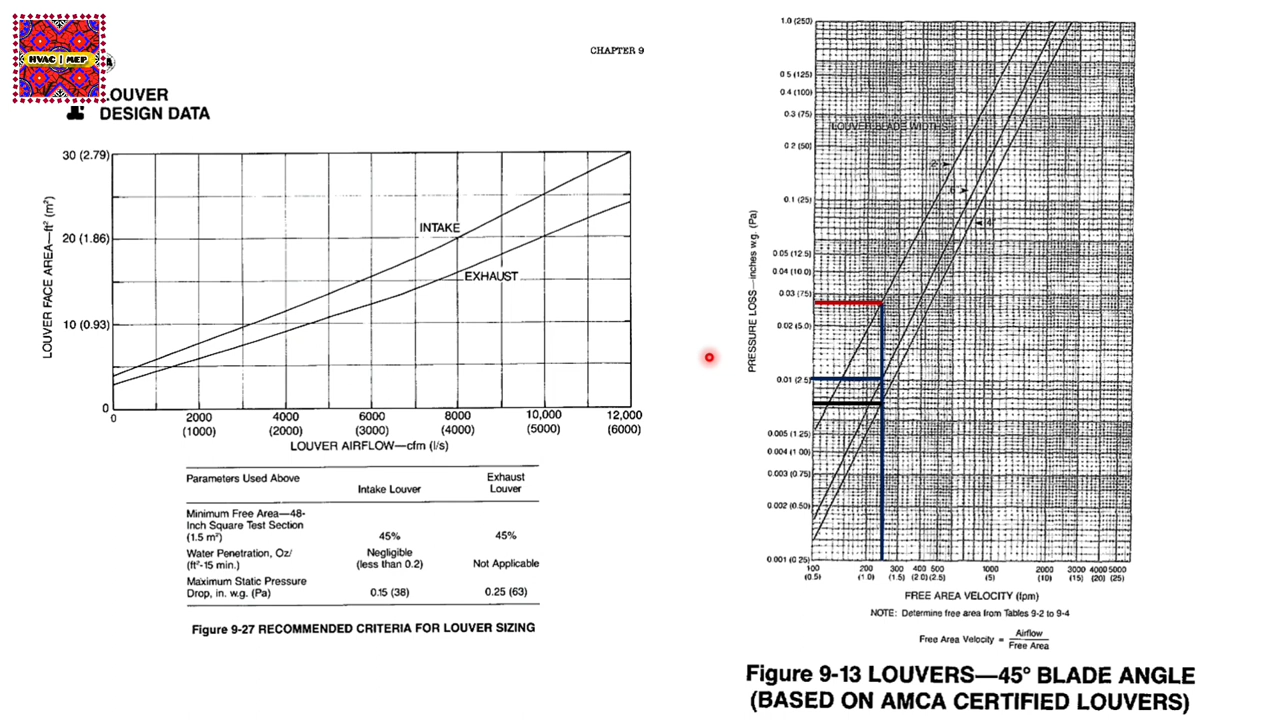 HVAC | MEP
CHAPTER 9
LOUVER
DESIGN DATA
30 (2.79)
20 (1.86)
10 (0.93)
0
LOUVER FACE AREA—ft² (m²)
INTAKE
EXHAUST
0 2000 4000 6000 8000 10,000 12,000
(1000) (2000) (3000) (4000) (5000) (6000)
LOUVER AIRFLOW—cfm (l/s)
Parameters Used Above
Intake Louver
Exhaust
Louver
Minimum Free Area—48-
Inch Square Test Section
(1.5 m²) 45% 45%
Water Penetration, Oz/
(ft²-15 min.)
Negligible
(less than 0.2)
Not Applicable
Maximum Static Pressure
Drop, in. w.g. (Pa) 0.15 (38) 0.25 (63)
Figure 9-27 RECOMMENDED CRITERIA FOR LOUVER SIZING
1.0 (250)
0.5 (125)
0.4 (100)
0.3 (75)
0.2 (50)
0.1 (25)
0.05 (12.5)
0.04 (10.0)
0.03 (75)
0.02 (5.0)
0.01 (2.5)
0.005 (1.25)
0.004 (1.00)
0.003 (0.75)
0.002 (0.50)
0.001 (0.25)
PRESSURE LOSS—inches w.g. (Pa)
LOUVER BLADE WIDTHS
2"
6"
4"
100 200 300 400 500 1000 2000 3000 4000 5000
(0.5) (1.0) (1.5) (2.0) (2.5) (5) (10) (15) (20) (25)
FREE AREA VELOCITY (fpm)
NOTE: Determine free area from Tables 9-2 to 9-4
Free Area Velocity = Airflow
Free Area
Figure 9-13 LOUVERS—45° BLADE ANGLE
(BASED ON AMCA CERTIFIED LOUVERS)